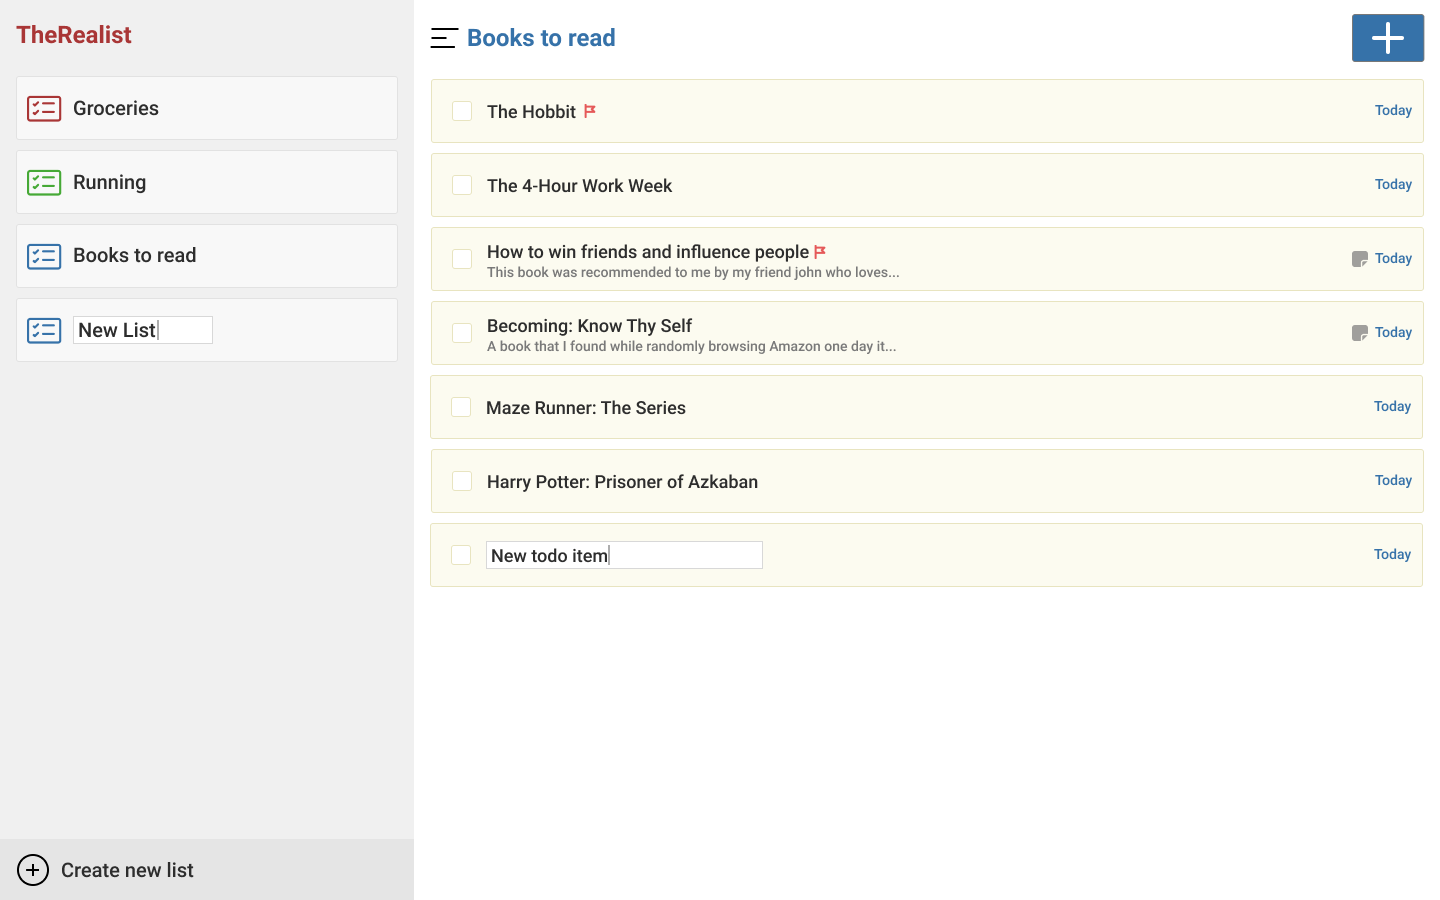 TheRealist
Groceries
Running
Books to read
New List
Create new list
Books to read
The Hobbit
Today
The 4-Hour Work Week
Today
How to win friends and influence people
This book was recommended to me by my friend john who loves...
Today
Becoming: Know Thy Self
A book that I found while randomly browsing Amazon one day it...
Today
Maze Runner: The Series
Today
Harry Potter: Prisoner of Azkaban
Today
New todo item
Today